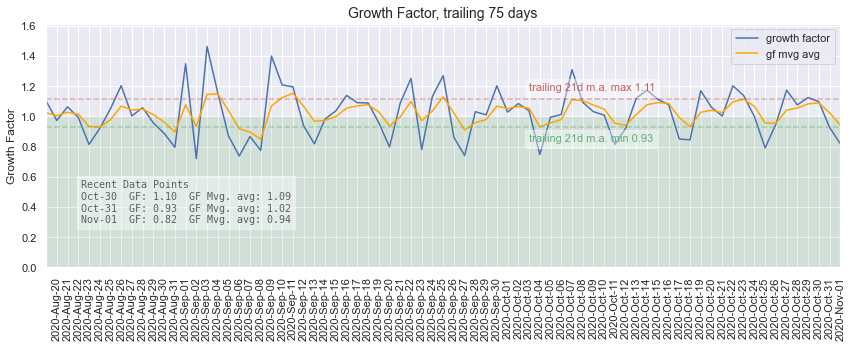 Growth Factor, trailing 75 days
1.6
1.4
1.2
1.0
0.8
0.6
0.4
0.2
0.0
Growth Factor
growth factor
gf mvg avg
trailing 21d m.a. max 1.11
trailing 21d m.a. min 0.93
Recent Data Points
Oct-30 GF: 1.10 GF Mvg. avg: 1.09
Oct-31 GF: 0.93 GF Mvg. avg: 1.02
Nov-01 GF: 0.82 GF Mvg. avg: 0.94
2020-Aug-20
2020-Aug-21
2020-Aug-22
2020-Aug-23
2020-Aug-24
2020-Aug-25
2020-Aug-26
2020-Aug-27
2020-Aug-28
2020-Aug-29
2020-Aug-30
2020-Aug-31
2020-Sep-01
2020-Sep-02
2020-Sep-03
2020-Sep-04
2020-Sep-05
2020-Sep-06
2020-Sep-07
2020-Sep-08
2020-Sep-09
2020-Sep-10
2020-Sep-11
2020-Sep-12
2020-Sep-13
2020-Sep-14
2020-Sep-15
2020-Sep-16
2020-Sep-17
2020-Sep-18
2020-Sep-19
2020-Sep-20
2020-Sep-21
2020-Sep-22
2020-Sep-23
2020-Sep-24
2020-Sep-25
2020-Sep-26
2020-Sep-27
2020-Sep-28
2020-Sep-29
2020-Sep-30
2020-Oct-01
2020-Oct-02
2020-Oct-03
2020-Oct-04
2020-Oct-05
2020-Oct-06
2020-Oct-07
2020-Oct-08
2020-Oct-09
2020-Oct-10
2020-Oct-11
2020-Oct-12
2020-Oct-13
2020-Oct-14
2020-Oct-15
2020-Oct-16
2020-Oct-17
2020-Oct-18
2020-Oct-19
2020-Oct-20
2020-Oct-21
2020-Oct-22
2020-Oct-23
2020-Oct-24
2020-Oct-25
2020-Oct-26
2020-Oct-27
2020-Oct-28
2020-Oct-29
2020-Oct-30
2020-Oct-31
2020-Nov-01